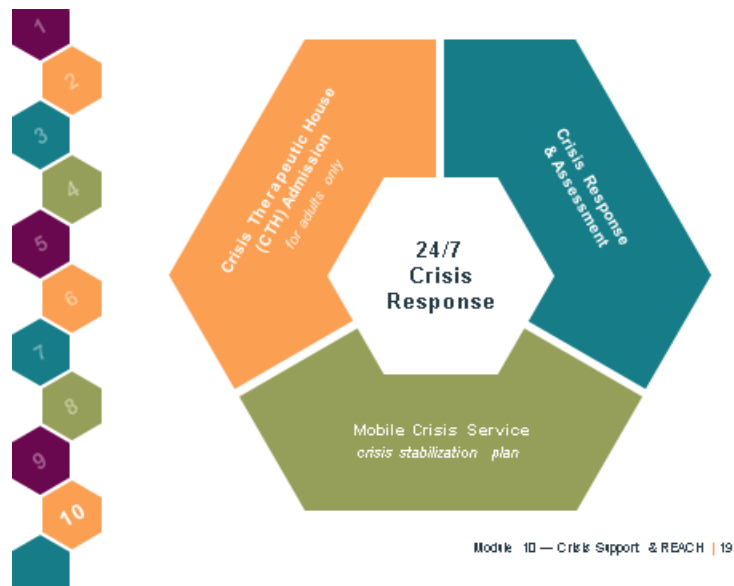 1
2
3
4
5
6
7
8
9
10
Crisis Therapeutic House
(CTH) Admission
for adults only
Crisis Response
& Assessment
24/7
Crisis
Response
Mobile Crisis Service
crisis stabilization plan
Module 10 — Crisis Support & REACH | 19